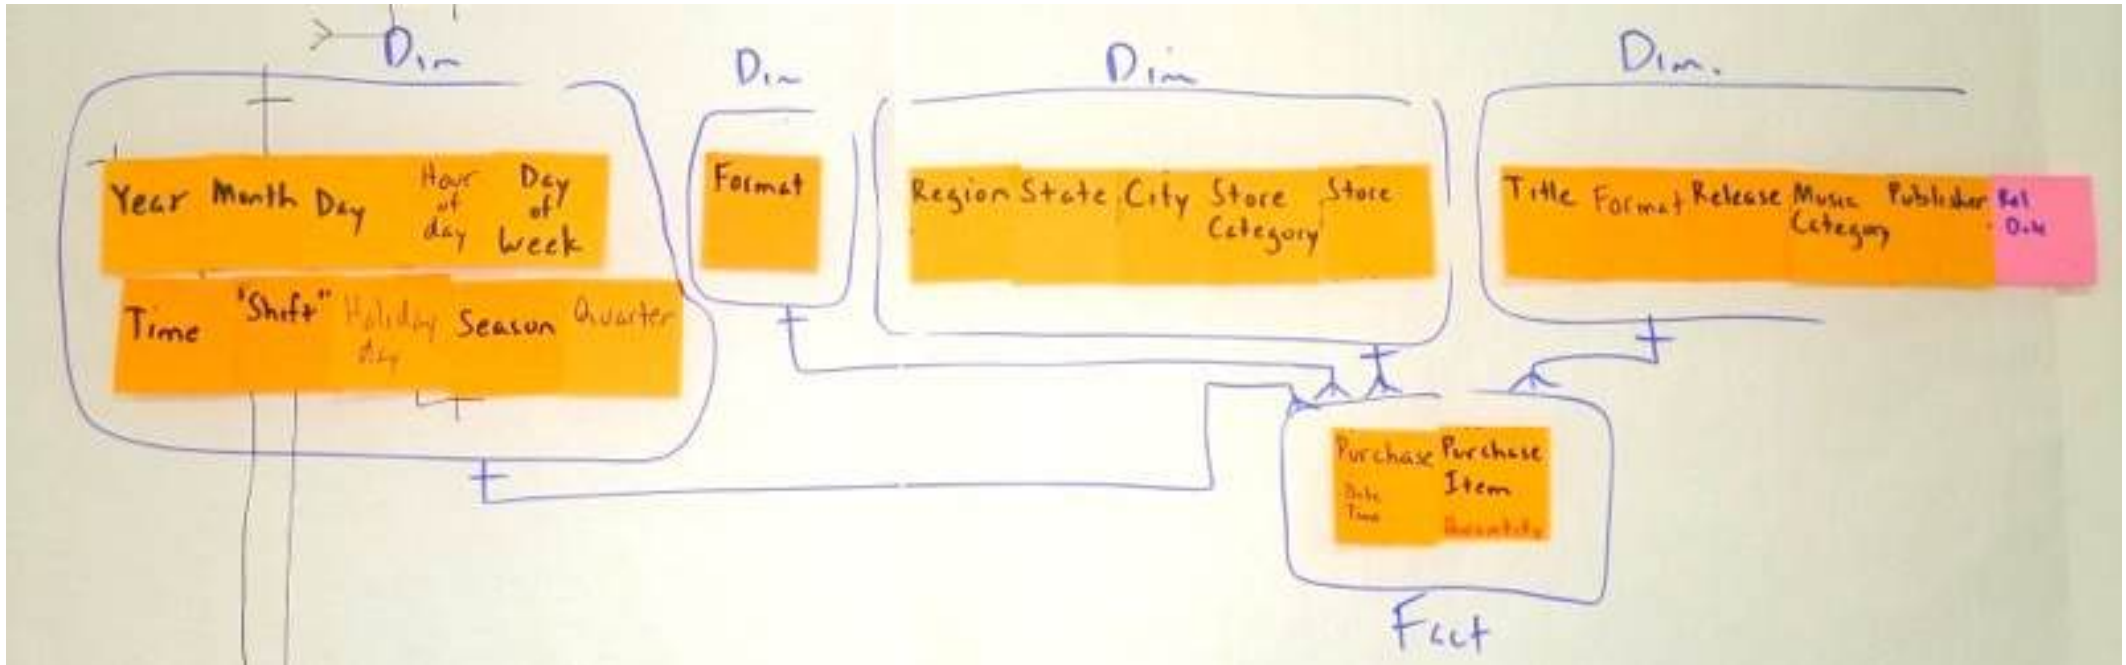 Dim
Dim
Dim
Dim.
Year
Month
Day
Hour
of
day
Day
of
Week
Time
"Shift"
Holiday
day
Season
Quarter
Format
Region
State
City
Store
Category
Store
Title
Format
Release
Music
Category
Publisher
Rel
Date
Purchase
Date
Time
Purchase
Item
Quantity
Fact